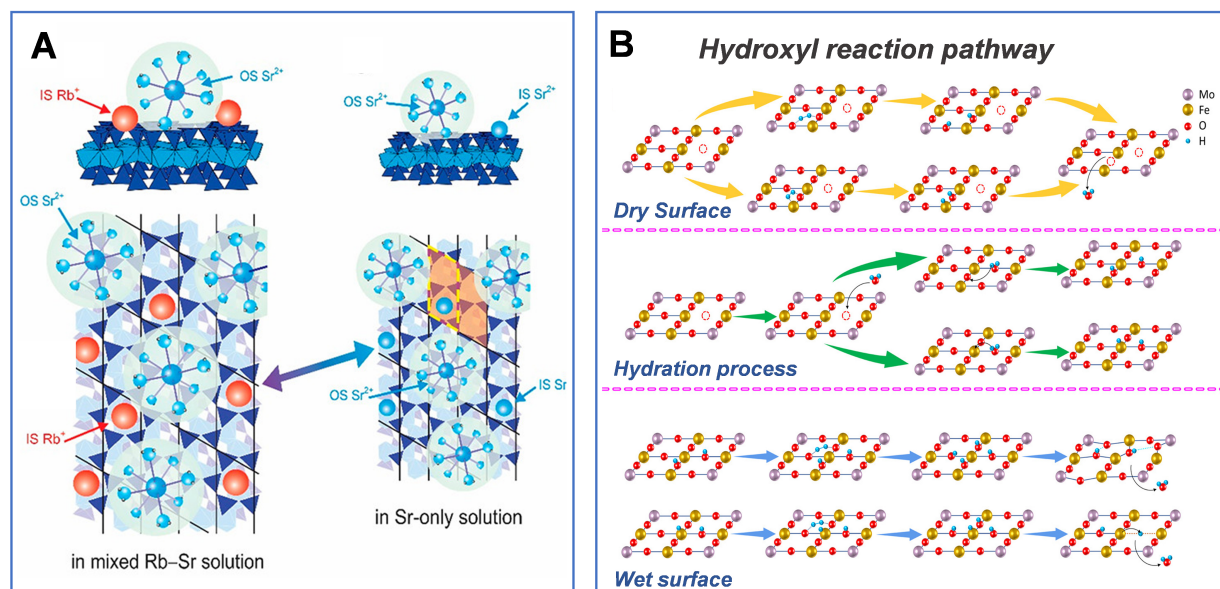 A
OS Sr²⁺
IS Rb⁺
OS Sr²⁺
IS Sr²⁺
OS Sr²⁺
OS Sr²⁺
IS Sr
IS Rb⁺
in Sr-only solution
in mixed Rb–Sr solution
B
Hydroxyl reaction pathway
Mo
Fe
O
H
Dry Surface
Hydration process
Wet surface